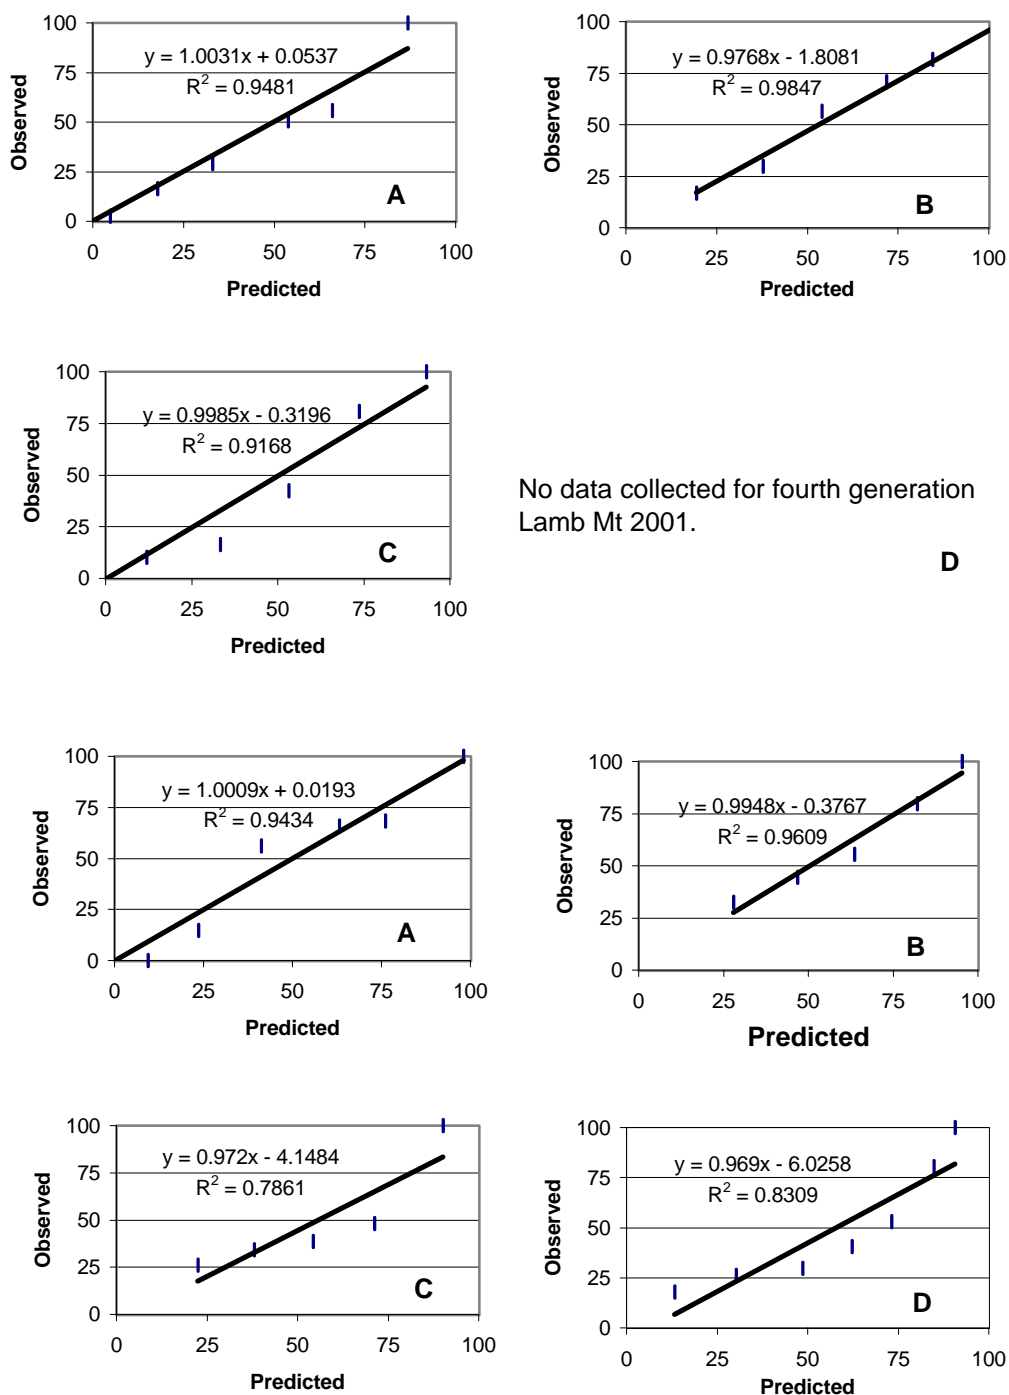 100
75
50
25
0
Observed
y = 1.0031x + 0.0537
R² = 0.9481
A
0 25 50 75 100
Predicted
100
75
50
25
0
Observed
y = 0.9768x - 1.8081
R² = 0.9847
B
0 25 50 75 100
Predicted
100
75
50
25
0
Observed
y = 0.9985x - 0.3196
R² = 0.9168
C
0 25 50 75 100
Predicted
No data collected for fourth generation
Lamb Mt 2001.
D
100
75
50
25
0
Observed
y = 1.0009x + 0.0193
R² = 0.9434
A
0 25 50 75 100
Predicted
100
75
50
25
0
Observed
y = 0.9948x - 0.3767
R² = 0.9609
B
0 25 50 75 100
Predicted
100
75
50
25
0
Observed
y = 0.972x - 4.1484
R² = 0.7861
C
0 25 50 75 100
Predicted
100
75
50
25
0
Observed
y = 0.969x - 6.0258
R² = 0.8309
D
0 25 50 75 100
Predicted